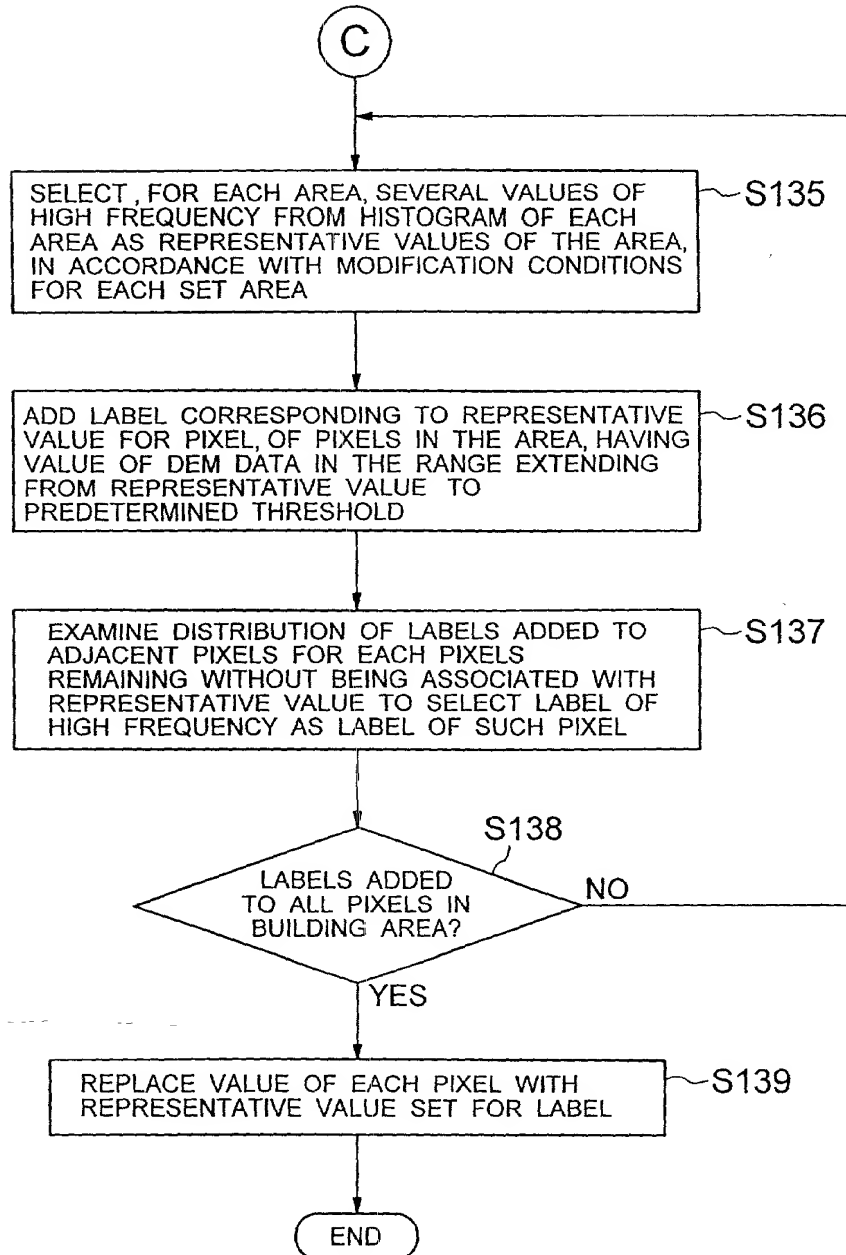 C
SELECT, FOR EACH AREA, SEVERAL VALUES OF
HIGH FREQUENCY FROM HISTOGRAM OF EACH
AREA AS REPRESENTATIVE VALUES OF THE AREA,
IN ACCORDANCE WITH MODIFICATION CONDITIONS
FOR EACH SET AREA
S135
ADD LABEL CORRESPONDING TO REPRESENTATIVE
VALUE FOR PIXEL, OF PIXELS IN THE AREA, HAVING
VALUE OF DEM DATA IN THE RANGE EXTENDING
FROM REPRESENTATIVE VALUE TO
PREDETERMINED THRESHOLD
S136
EXAMINE DISTRIBUTION OF LABELS ADDED TO
ADJACENT PIXELS FOR EACH PIXELS
REMAINING WITHOUT BEING ASSOCIATED WITH
REPRESENTATIVE VALUE TO SELECT LABEL OF
HIGH FREQUENCY AS LABEL OF SUCH PIXEL
S137
S138
LABELS ADDED
TO ALL PIXELS IN
BUILDING AREA?
NO
YES
REPLACE VALUE OF EACH PIXEL WITH
REPRESENTATIVE VALUE SET FOR LABEL
S139
END